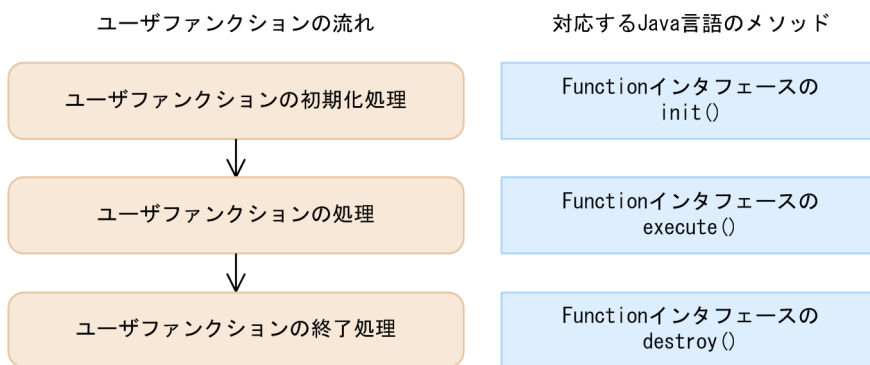 ユーザファンクションの流れ
対応するJava言語のメソッド
ユーザファンクションの初期化処理
Functionインタフェースの
init()
ユーザファンクションの処理
Functionインタフェースの
execute()
ユーザファンクションの終了処理
Functionインタフェースの
destroy()